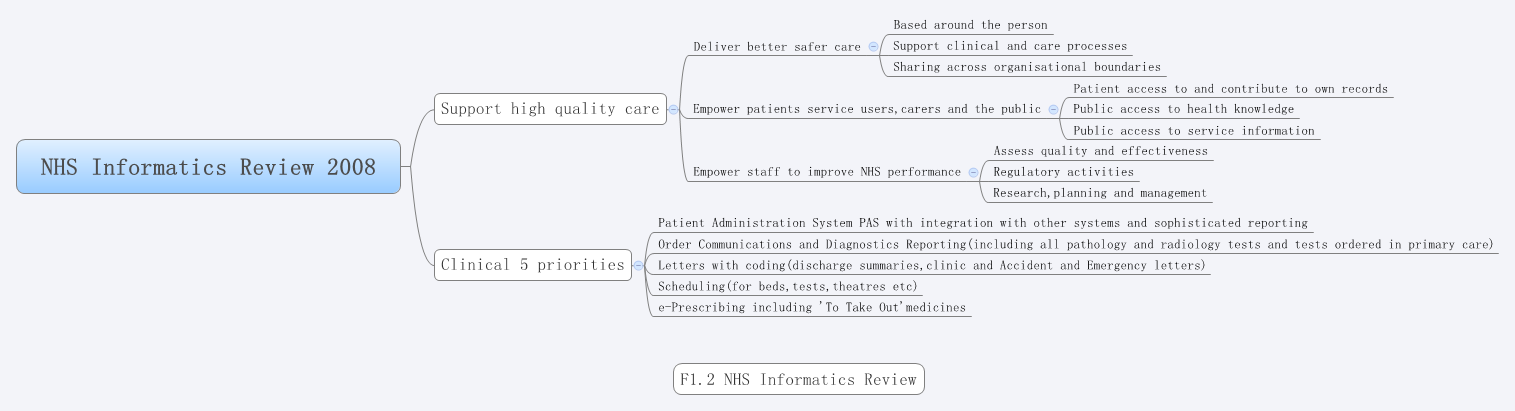 NHS Informatics Review 2008
Support high quality care
Deliver better safer care
Based around the person
Support clinical and care processes
Sharing across organisational boundaries
Empower patients service users,carers and the public
Patient access to and contribute to own records
Public access to health knowledge
Public access to service information
Empower staff to improve NHS performance
Assess quality and effectiveness
Regulatory activities
Research,planning and management
Clinical 5 priorities
Patient Administration System PAS with integration with other systems and sophisticated reporting
Order Communications and Diagnostics Reporting(including all pathology and radiology tests and tests ordered in primary care)
Letters with coding(discharge summaries,clinic and Accident and Emergency letters)
Scheduling(for beds,tests,theatres etc)
e-Prescribing including 'To Take Out'medicines
F1.2 NHS Informatics Review